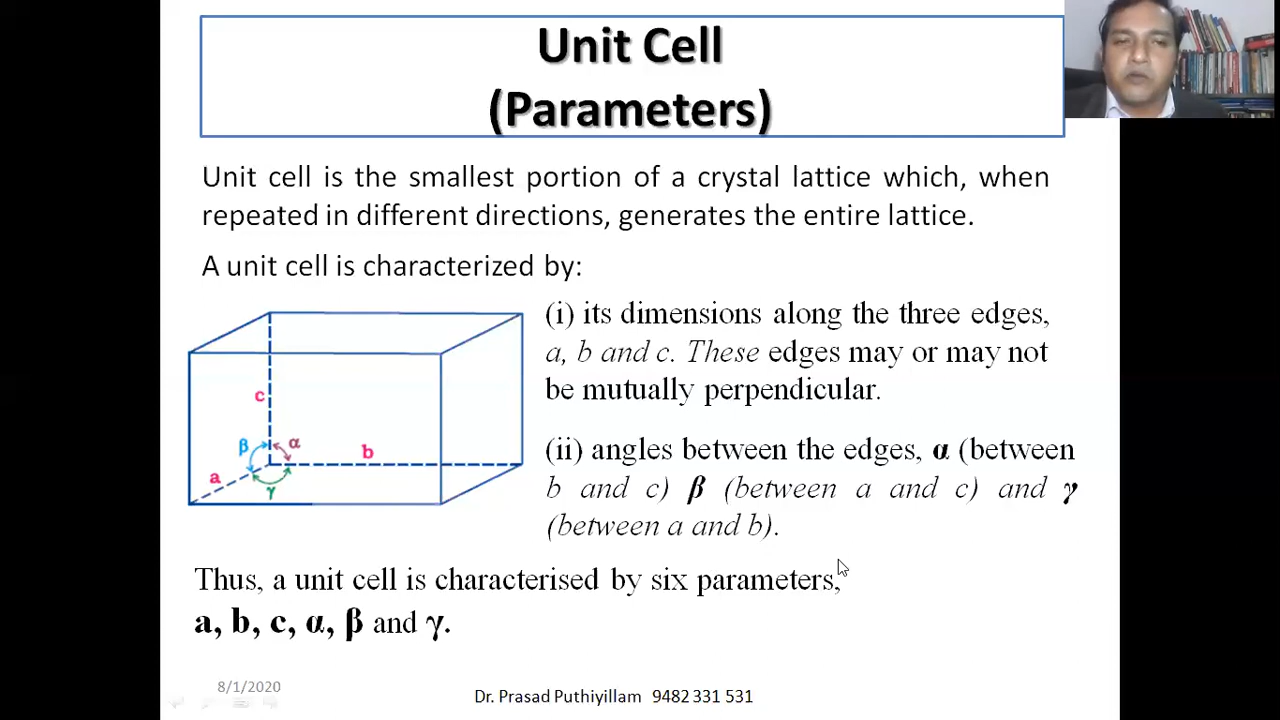 Unit Cell
(Parameters)
Unit cell is the smallest portion of a crystal lattice which, when
repeated in different directions, generates the entire lattice.
A unit cell is characterized by:
(i) its dimensions along the three edges,
a, b and c. These edges may or may not
be mutually perpendicular.
(ii) angles between the edges, α (between
b and c) β (between a and c) and γ
(between a and b).
c
β
α
b
a
γ
Thus, a unit cell is characterised by six parameters,
a, b, c, α, β and γ.
8/1/2020
Dr. Prasad Puthiyillam 9482 331 531